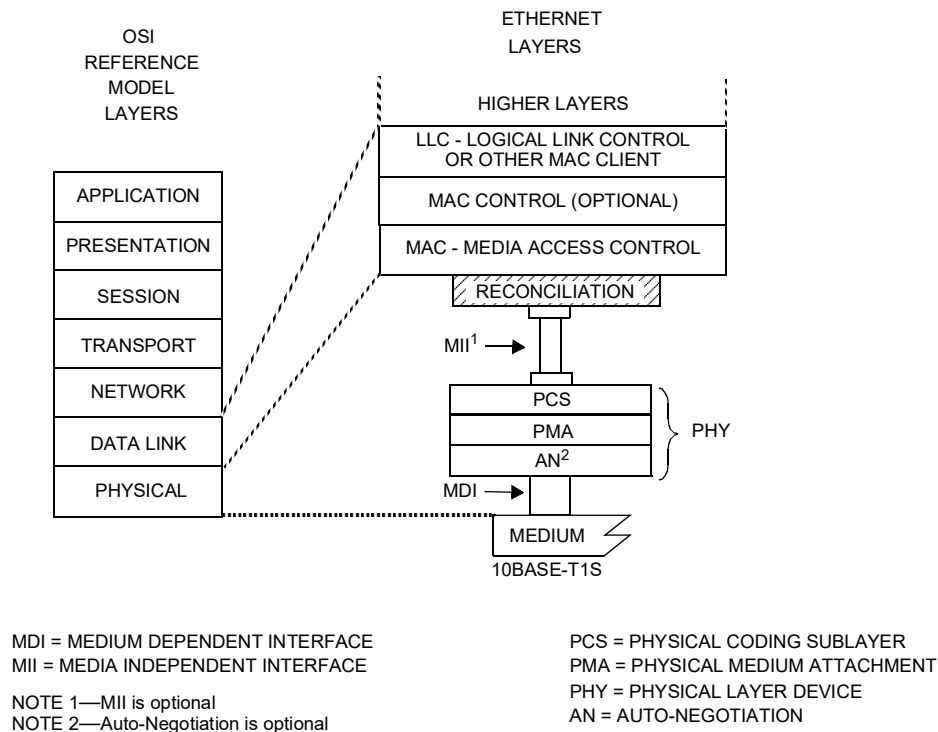 OSI
REFERENCE
MODEL
LAYERS
APPLICATION
PRESENTATION
SESSION
TRANSPORT
NETWORK
DATA LINK
PHYSICAL
ETHERNET
LAYERS
HIGHER LAYERS
LLC - LOGICAL LINK CONTROL
OR OTHER MAC CLIENT
MAC CONTROL (OPTIONAL)
MAC - MEDIA ACCESS CONTROL
RECONCILIATION
MII¹
PCS
PMA
AN²
PHY
MDI
MEDIUM
10BASE-T1S
MDI = MEDIUM DEPENDENT INTERFACE
MII = MEDIA INDEPENDENT INTERFACE
NOTE 1—MII is optional
NOTE 2—Auto-Negotiation is optional
PCS = PHYSICAL CODING SUBLAYER
PMA = PHYSICAL MEDIUM ATTACHMENT
PHY = PHYSICAL LAYER DEVICE
AN = AUTO-NEGOTIATION